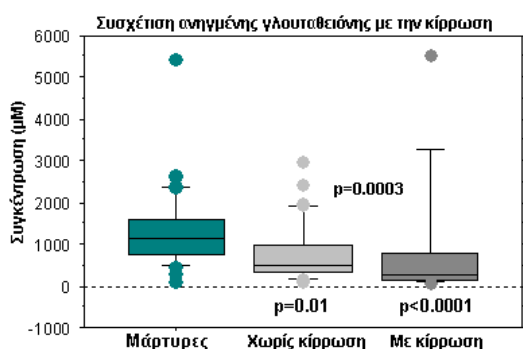 Συσχέτιση ανηγμένης γλουταθειόνης με την κίρρωση
6000
5000
4000
3000
2000
1000
0
-1000
Συγκέντρωση (μM)
p=0.0003
p=0.01
p<0.0001
Μάρτυρες
Χωρίς κίρρωση
Με κίρρωση